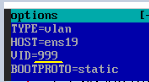 options [-
TYPE=vlan
HOST=ens19
VID=999
BOOTPROTO=static